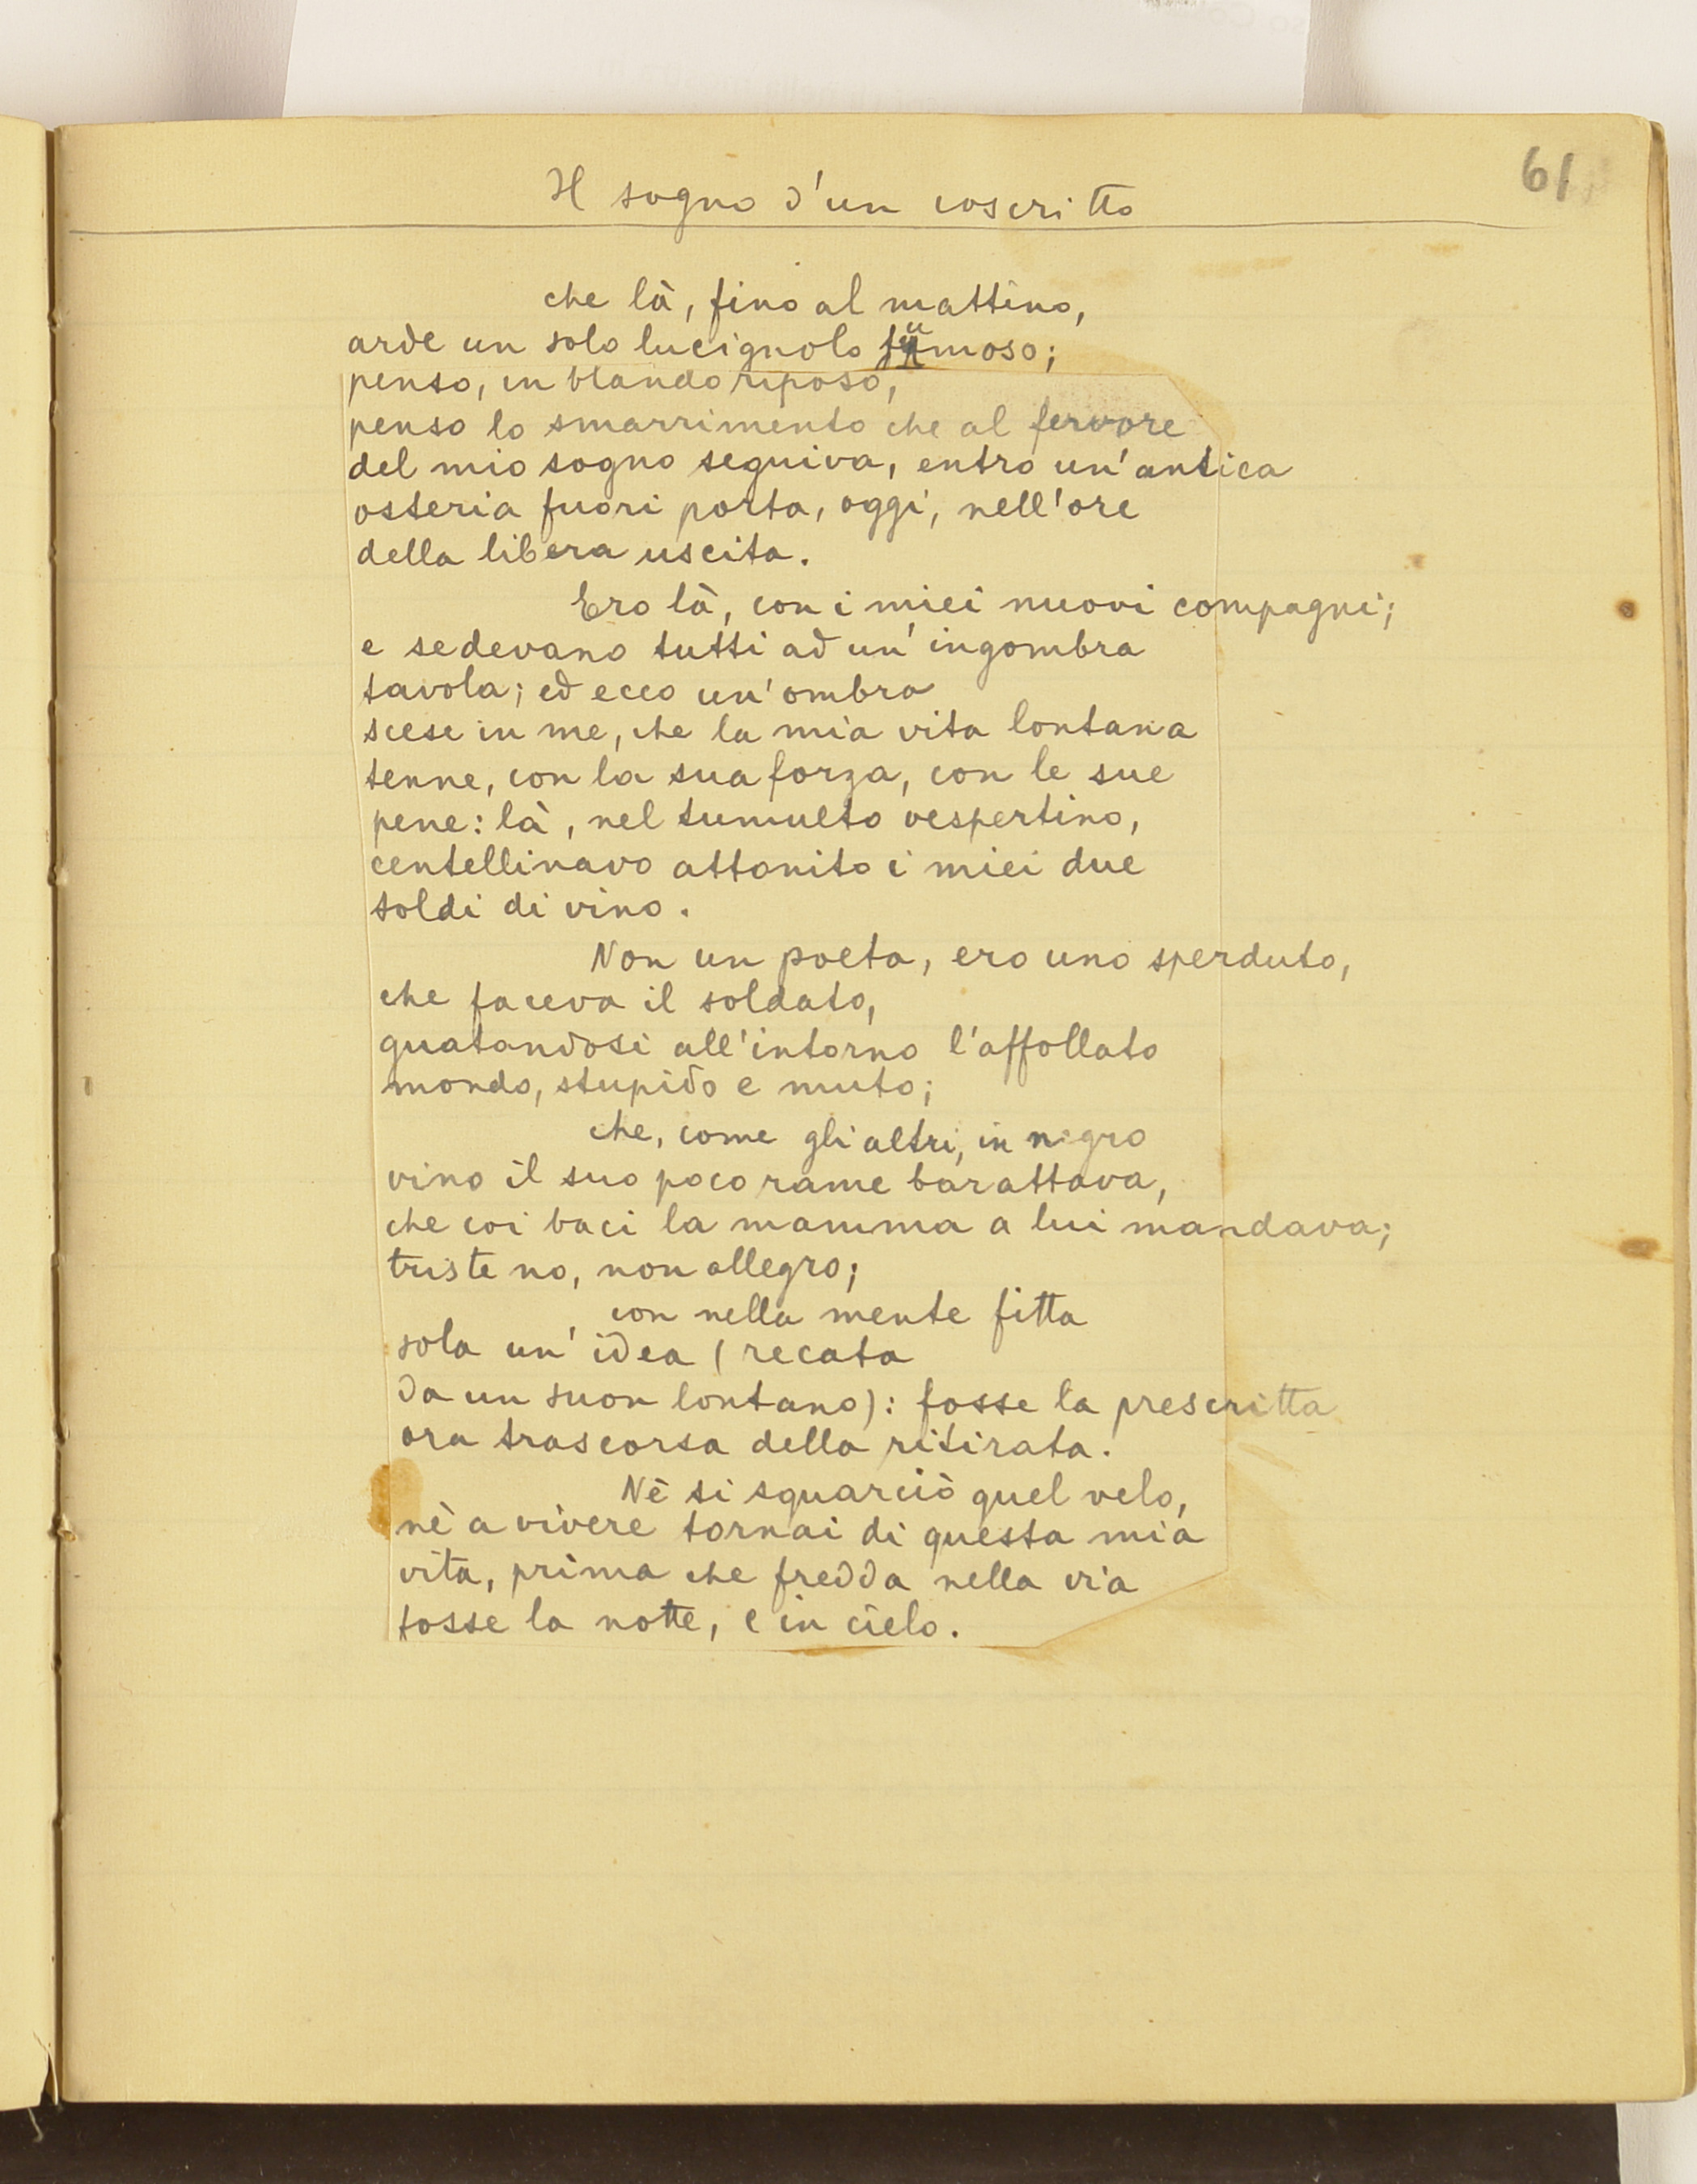 61
Il sogno d'un coscritto
che là, fino al mattino,
arde un solo lucignolo fumoso;
penso, in blando riposo,
penso lo smarrimento che al fervore
del mio sogno seguiva, entro un'antica
osteria fuori porta, oggi, nell'ore
della libera uscita.
Ero là, con i miei nuovi compagni;
e sedevano tutti ad un' ingombra
tavola; ed ecco un'ombra
scese in me, che la mia vita lontana
tenne, con la sua forza, con le sue
pene: là, nel tumulto vespertino,
centellinavo attonito i miei due
soldi di vino.
Non un poeta, ero uno sperduto,
che faceva il soldato,
guatandosi all'intorno l'affollato
mondo, stupido e muto;
che, come gli altri, in negro
vino il suo poco rame barattava,
che coi baci la mamma a lui mandava;
triste no, non allegro;
con nella mente fitta
sola un' idea (recata
da un suon lontano): fosse la prescritta
ora trascorsa della ritirata.
Nè si squarciò quel velo,
nè a vivere tornai di questa mia
vita, prima che fredda nella via
fosse la notte, e in cielo.